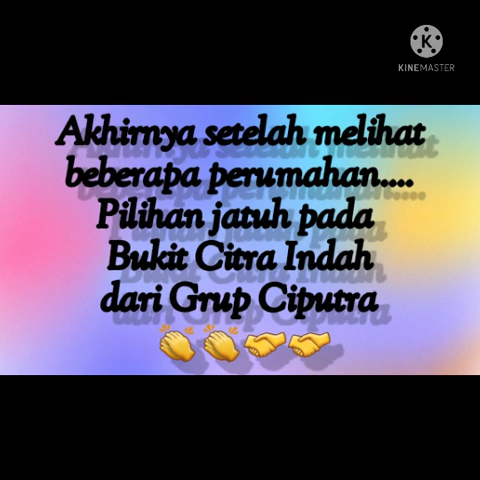 KINEMASTER
Akhirnya setelah melihat
beberapa perumahan....
Pilihan jatuh pada
Bukit Citra Indah
dari Grup Ciputra
👏👏🤝🤝